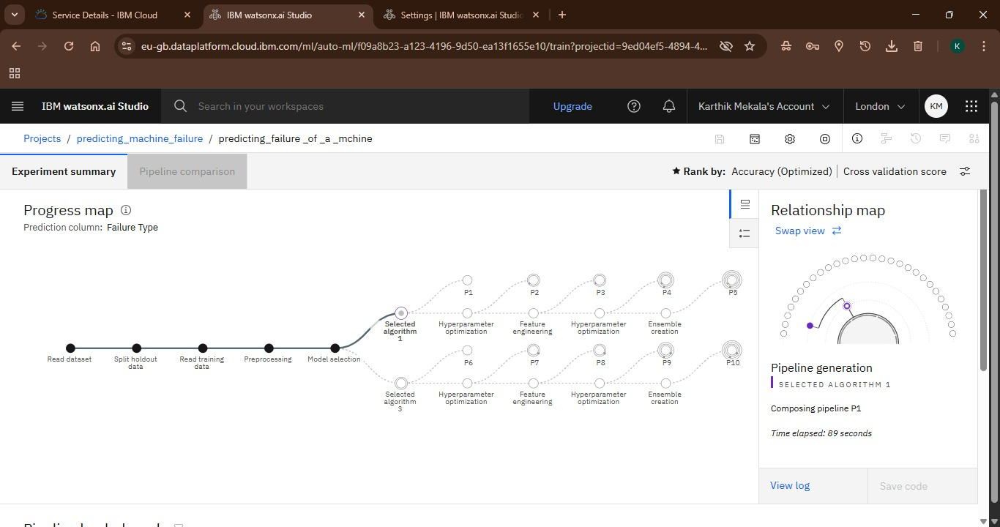 Service Details - IBM Cloud
IBM watsonx.ai Studio
Settings | IBM watsonx.ai Studio
eu-gb.dataplatform.cloud.ibm.com/ml/auto-ml/f09a8b23-a123-4196-9d50-ea13f1655e10/train?projectid=9ed04ef5-4894-4...
K
IBM watsonx.ai Studio
Search in your workspaces
Upgrade
Karthik Mekala's Account
London
KM
Projects / predicting_machine_failure / predicting_failure _of _a _mchine
Experiment summary
Pipeline comparison
Rank by: Accuracy (Optimized) | Cross validation score
Progress map
Prediction column: Failure Type
P1
P2
P3
P4
P5
Selected
algorithm
1
Hyperparameter
optimization
Feature
engineering
Hyperparameter
optimization
Ensemble
creation
Read dataset
Split holdout
data
Read training
data
Preprocessing
Model selection
P6
P7
P8
P9
P10
Selected
algorithm
3
Hyperparameter
optimization
Feature
engineering
Hyperparameter
optimization
Ensemble
creation
Relationship map
Swap view
Pipeline generation
SELECTED ALGORITHM 1
Composing pipeline P1
Time elapsed: 89 seconds
View log
Save code